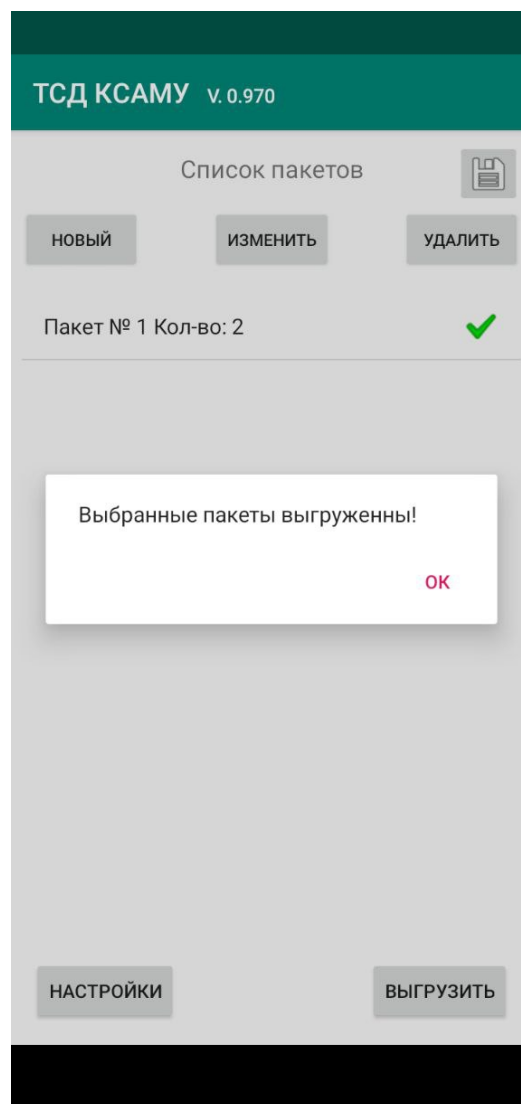 ТСД КСАМУ V. 0.970
Список пакетов
НОВЫЙ ИЗМЕНИТЬ УДАЛИТЬ
Пакет № 1 Кол-во: 2
Выбранные пакеты выгруженны!
ОК
НАСТРОЙКИ ВЫГРУЗИТЬ